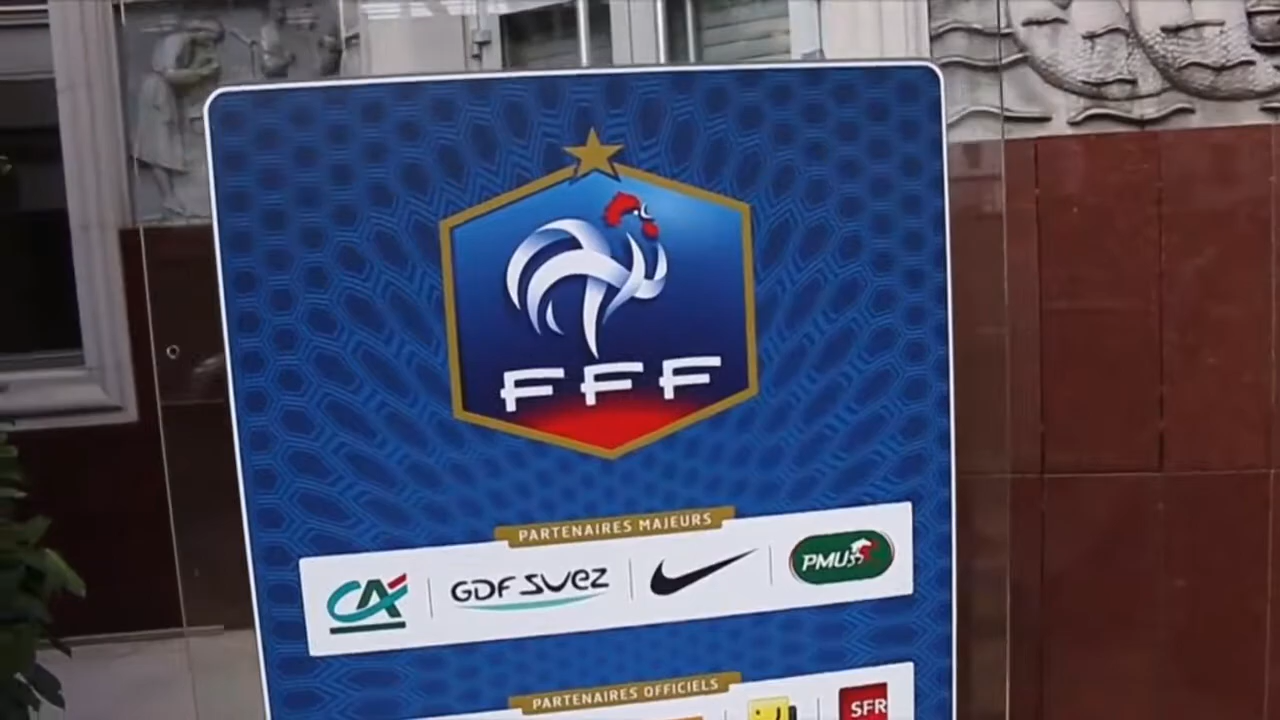 FFF
PARTENAIRES MAJEURS
CA GDF SUEZ PMU
PARTENAIRES OFFICIELS
SFR